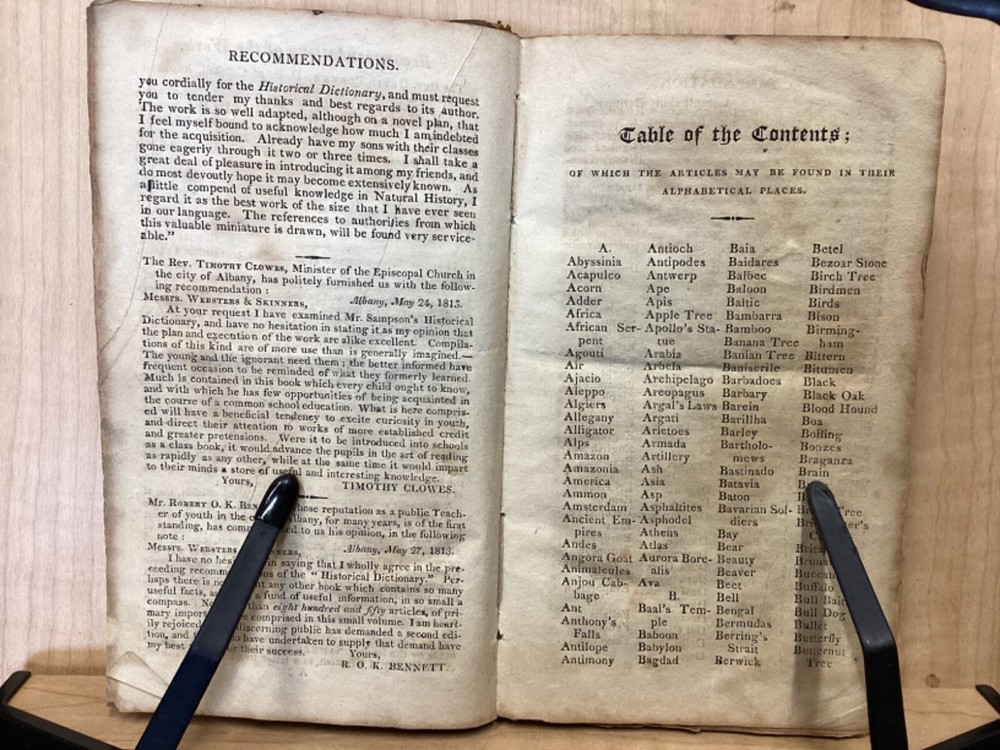 RECOMMENDATIONS.
you cordially for the Historical Dictionary, and must request
you to tender my thanks and best regards to its author.
The work is so well adapted, although on a novel plan, that
I feel myself bound to acknowledge how much I am indebted
for the acquisition. Already have my sons with their classes
gone eagerly through it two or three times. I shall take a
great deal of pleasure in introducing it among my friends, and
do most devoutly hope it may become extensively known. As
a little compend of useful knowledge in Natural History, I
regard it as the best work of the size that I have ever seen
in our language. The references to authorities from which
this valuable miniature is drawn, will be found very service-
able."
The Rev. TIMOTHY CLOWES, Minister of the Episcopal Church in
the city of Albany, has politely furnished us with the follow-
ing recommendation:
MESSRS. WEBSTERS & SKINNERS, Albany, May 24, 1813.
At your request I have examined Mr. Sampson's Historical
Dictionary, and have no hesitation in stating it as my opinion that
the plan and execution of the work are alike excellent. Compila-
tions of this kind are of more use than is generally imagined.—
The young and the ignorant need them; the better informed have
frequent occasion to be reminded of what they formerly learned.
Much is contained in this book which every child ought to know,
and with which he has few opportunities of being acquainted in
the course of a common school education. What is here compris-
ed will have a beneficial tendency to excite curiosity in youth,
and direct their attention to works of more established credit
and greater pretensions. Were it to be introduced into schools
as a class book, it would advance the pupils in the art of reading
as rapidly as any other, while at the same time it would impart
to their minds a store of useful and interesting knowledge.
Yours, TIMOTHY CLOWES.
Mr. ROBERT O. K. whose reputation as a public Teach-
er of youth in the Albany, for many years, is of the first
standing, has to us his opinion, in the following
note:
MESSRS. WEBSTERS Albany, May 27, 1813.
I have no in saying that I wholly agree in the pre-
ceeding of the "Historical Dictionary." Per-
haps there is any other book which contains so many
useful facts, a fund of useful information, in so small a
compass. than eight hundred and fifty articles, of pri-
mary comprised in this small volume. I am heart-
ily rejoiced discerning public has demanded a second edi-
tion, and have undertaken to supply that demand have
my best their success. Yours,
R. O. K. BENNETT.
Table of the Contents;
OF WHICH THE ARTICLES MAY BE FOUND IN THEIR
ALPHABETICAL PLACES.
A.
Abyssinia
Acapulco
Acorn
Adder
Africa
African Ser-
pent
Agouti
Air
Ajacio
Aleppo
Algiers
Allegany
Alligator
Alps
Amazon
Amazonia
America
Ammon
Amsterdam
Ancient Em-
pires
Andes
Angora Goat
Animalcules
Anjou Cab-
bage
Ant
Anthony's
Falls
Antilope
Antimony
Antioch
Antipodes
Antwerp
Ape
Apis
Apple Tree
Apollo's Sta-
tue
Arabia
Arbela
Archipelago
Areopagus
Argal's Laws
Argati
Arietoes
Armada
Artillery
Ash
Asia
Asp
Asphaltites
Asphodel
Athens
Atlas
Aurora Bore-
alis
Ava
B.
Baal's Tem-
ple
Baboon
Babylon
Bagdad
Baia
Baidares
Balbec
Baloon
Baltic
Bambarra
Bamboo
Banana Tree
Banian Tree
Baniserile
Barbadoes
Barbary
Barein
Barillha
Barley
Bartholo-
mews
Bastinado
Batavia
Baton
Bavarian Sol-
diers
Bay
Bear
Beauty
Beaver
Beet
Bell
Bengal
Bermudas
Berring's
Strait
Berwick
Betel
Bezoar Stone
Birch Tree
Birdmen
Birds
Bison
Birming-
ham
Bittern
Bitumen
Black
Black Oak
Blood Hound
Boa
Boiling
Bonzes
Braganza
Brain
Tree
Buffalo
Bull Dog
Bullet
Butterfly
Butternut
Tree